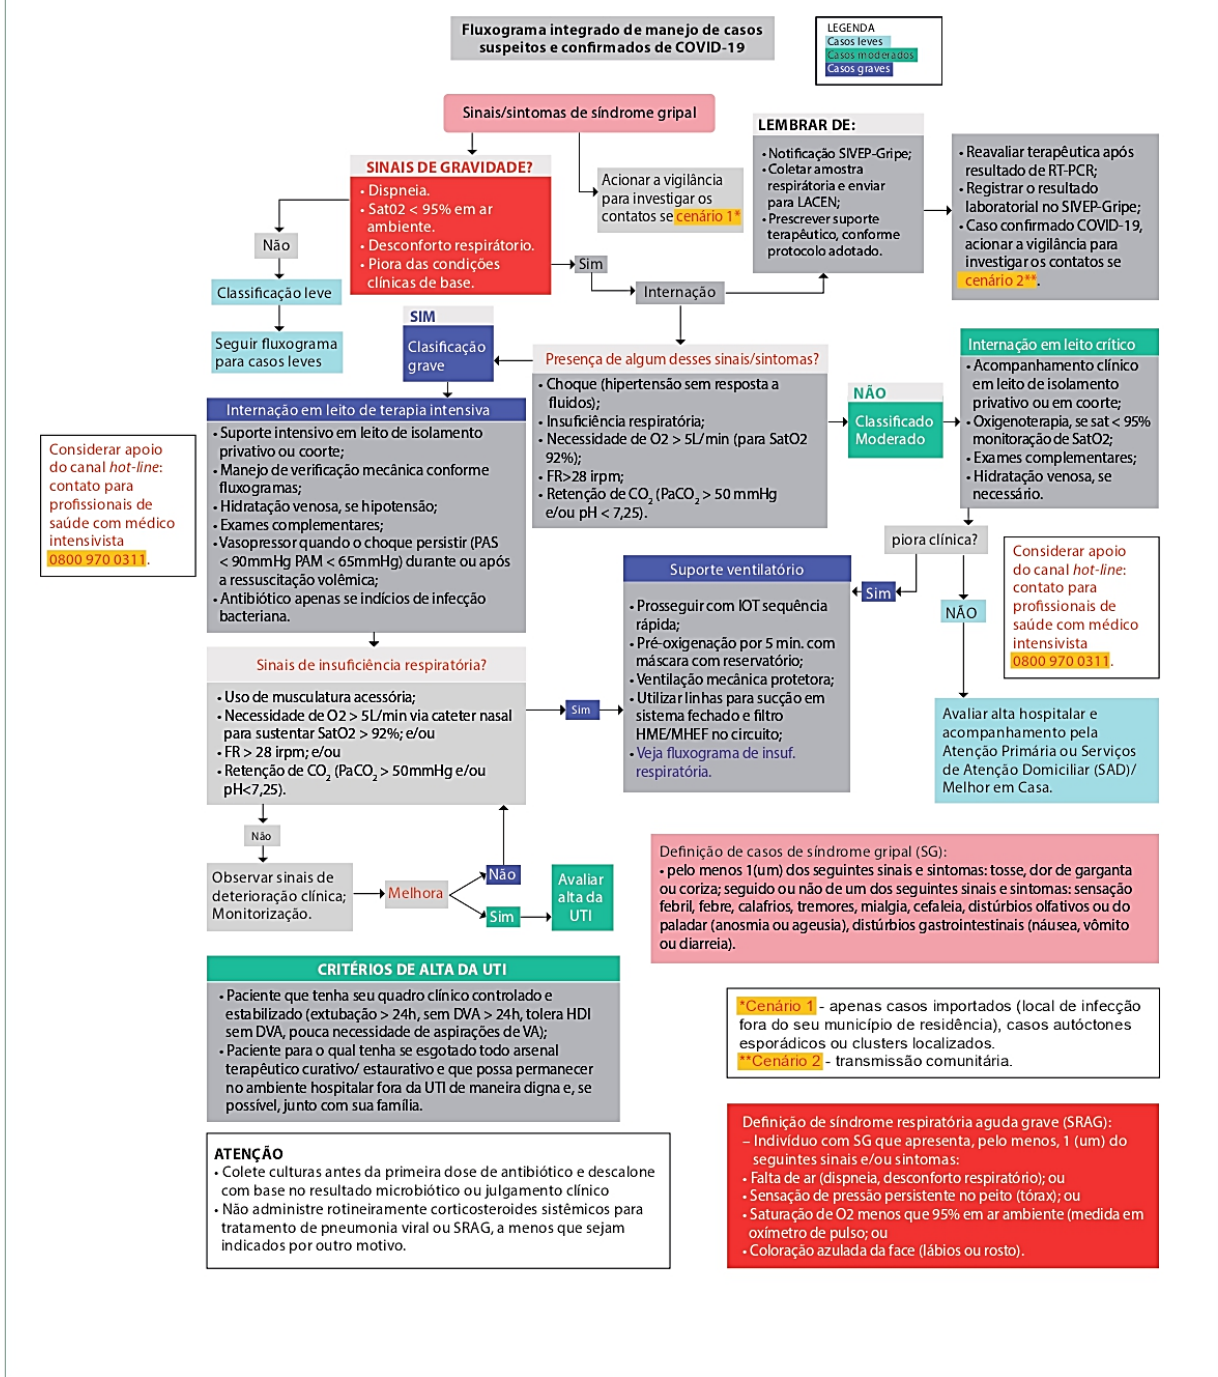 Fluxograma integrado de manejo de casos
suspeitos e confirmados de COVID-19
LEGENDA
Casos leves
Casos moderados
Casos graves
Sinais/sintomas de síndrome gripal
SINAIS DE GRAVIDADE?
• Dispneia.
• Sat02 < 95% em ar
ambiente.
• Desconforto respirátorio.
• Piora das condições
clínicas de base.
Acionar a vigilância
para investigar os
contatos se cenário 1*
LEMBRAR DE:
• Notificação SIVEP-Gripe;
• Coletar amostra
respirátoria e enviar
para LACEN;
• Prescrever suporte
terapêutico, conforme
protocolo adotado.
• Reavaliar terapêutica após
resultado de RT-PCR;
• Registrar o resultado
laboratorial no SIVEP-Gripe;
• Caso confirmado COVID-19,
acionar a vigilância para
investigar os contatos se
cenário 2**.
Não
Classificação leve
Seguir fluxograma
para casos leves
Sim
Internação
SIM
Clasificação
grave
Presença de algum desses sinais/sintomas?
• Choque (hipertensão sem resposta a
fluidos);
• Insuficiência respiratória;
• Necessidade de O2 > 5L/min (para SatO2
92%);
• FR>28 irpm;
• Retenção de CO2 (PaCO2 > 50 mmHg
e/ou pH < 7,25).
NÃO
Classificado
Moderado
Internação em leito crítico
• Acompanhamento clínico
em leito de isolamento
privativo ou em coorte;
• Oxigenoterapia, se sat < 95%
monitoração de SatO2;
• Exames complementares;
• Hidratação venosa, se
necessário.
Considerar apoio
do canal hot-line:
contato para
profissionais de
saúde com médico
intensivista
0800 970 0311.
Internação em leito de terapia intensiva
• Suporte intensivo em leito de isolamento
privativo ou coorte;
• Manejo de verificação mecânica conforme
fluxogramas;
• Hidratação venosa, se hipotensão;
• Exames complementares;
• Vasopressor quando o choque persistir (PAS
< 90mmHg PAM < 65mmHg) durante ou após
a ressuscitação volêmica;
• Antibiótico apenas se indícios de infecção
bacteriana.
piora clínica?
Sim
NÃO
Considerar apoio
do canal hot-line:
contato para
profissionais de
saúde com médico
intensivista
0800 970 0311.
Suporte ventilatório
• Prosseguir com IOT sequência
rápida;
• Pré-oxigenação por 5 min. com
máscara com reservatório;
• Ventilação mecânica protetora;
• Utilizar linhas para sucção em
sistema fechado e filtro
HME/MHEF no circuito;
• Veja fluxograma de insuf.
respiratória.
Sinais de insuficiência respiratória?
• Uso de musculatura acessória;
• Necessidade de O2 > 5L/min via cateter nasal
para sustentar SatO2 > 92%; e/ou
• FR > 28 irpm; e/ou
• Retenção de CO2 (PaCO2 > 50mmHg e/ou
pH<7,25).
Sim
Avaliar alta hospitalar e
acompanhamento pela
Atenção Primária ou Serviços
de Atenção Domiciliar (SAD)/
Melhor em Casa.
Não
Observar sinais de
deterioração clínica;
Monitorização.
Melhora
Não
Sim
Avaliar
alta da
UTI
Definição de casos de síndrome gripal (SG):
• pelo menos 1(um) dos seguintes sinais e sintomas: tosse, dor de garganta
ou coriza; seguido ou não de um dos seguintes sinais e sintomas: sensação
febril, febre, calafrios, tremores, mialgia, cefaleia, distúrbios olfativos ou do
paladar (anosmia ou ageusia), distúrbios gastrointestinais (náusea, vômito
ou diarreia).
CRITÉRIOS DE ALTA DA UTI
• Paciente que tenha seu quadro clínico controlado e
estabilizado (extubação > 24h, sem DVA > 24h, tolera HDI
sem DVA, pouca necessidade de aspirações de VA);
• Paciente para o qual tenha se esgotado todo arsenal
terapêutico curativo/ estaurativo e que possa permanecer
no ambiente hospitalar fora da UTI de maneira digna e, se
possível, junto com sua família.
*Cenário 1 - apenas casos importados (local de infecção
fora do seu município de residência), casos autóctones
esporádicos ou clusters localizados.
**Cenário 2 - transmissão comunitária.
ATENÇÃO
• Colete culturas antes da primeira dose de antibiótico e descalone
com base no resultado microbiótico ou julgamento clínico
• Não administre rotineiramente corticosteroides sistêmicos para
tratamento de pneumonia viral ou SRAG, a menos que sejam
indicados por outro motivo.
Definição de síndrome respiratória aguda grave (SRAG):
– Indivíduo com SG que apresenta, pelo menos, 1 (um) do
seguintes sinais e/ou sintomas:
• Falta de ar (dispneia, desconforto respiratório); ou
• Sensação de pressão persistente no peito (tórax); ou
• Saturação de O2 menos que 95% em ar ambiente (medida em
oxímetro de pulso; ou
• Coloração azulada da face (lábios ou rosto).